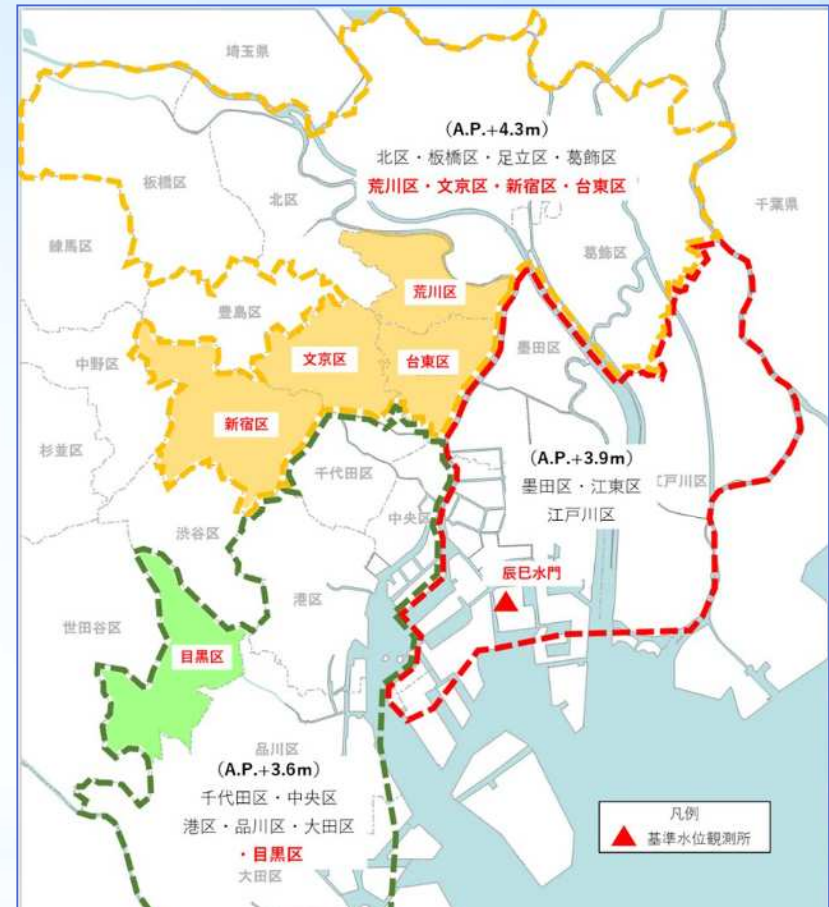 埼玉県
(A.P.+4.3m)
北区・板橋区・足立区・葛飾区
荒川区・文京区・新宿区・台東区
板橋区
北区
千葉県
練馬区
葛飾区
荒川区
豊島区
墨田区
中野区
文京区
台東区
新宿区
杉並区
千代田区
(A.P.+3.9m)
墨田区・江東区
江戸川区
江戸川区
中央区
渋谷区
辰巳水門
港区
世田谷区
目黒区
品川区
(A.P.+3.6m)
千代田区・中央区
港区・品川区・大田区
・目黒区
大田区
凡例
基準水位観測所